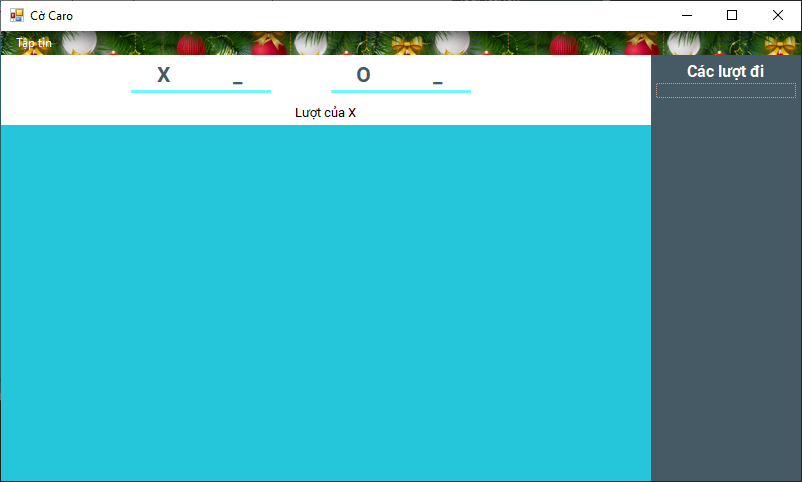 Cờ Caro
Tập tin
X _ O _
Lượt của X
Các lượt đi